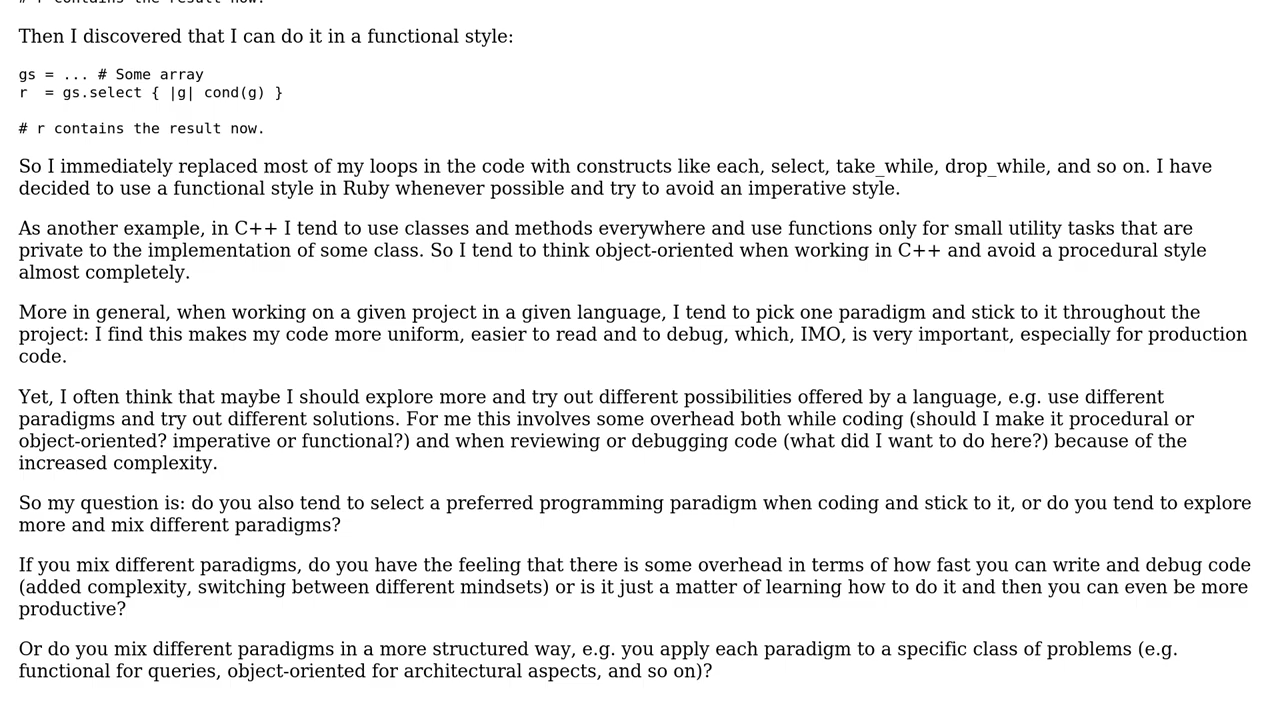 # r contains the result now.
Then I discovered that I can do it in a functional style:
gs = ... # Some array
r  = gs.select { |g| cond(g) }
# r contains the result now.
So I immediately replaced most of my loops in the code with constructs like each, select, take_while, drop_while, and so on. I have
decided to use a functional style in Ruby whenever possible and try to avoid an imperative style.
As another example, in C++ I tend to use classes and methods everywhere and use functions only for small utility tasks that are
private to the implementation of some class. So I tend to think object-oriented when working in C++ and avoid a procedural style
almost completely.
More in general, when working on a given project in a given language, I tend to pick one paradigm and stick to it throughout the
project: I find this makes my code more uniform, easier to read and to debug, which, IMO, is very important, especially for production
code.
Yet, I often think that maybe I should explore more and try out different possibilities offered by a language, e.g. use different
paradigms and try out different solutions. For me this involves some overhead both while coding (should I make it procedural or
object-oriented? imperative or functional?) and when reviewing or debugging code (what did I want to do here?) because of the
increased complexity.
So my question is: do you also tend to select a preferred programming paradigm when coding and stick to it, or do you tend to explore
more and mix different paradigms?
If you mix different paradigms, do you have the feeling that there is some overhead in terms of how fast you can write and debug code
(added complexity, switching between different mindsets) or is it just a matter of learning how to do it and then you can even be more
productive?
Or do you mix different paradigms in a more structured way, e.g. you apply each paradigm to a specific class of problems (e.g.
functional for queries, object-oriented for architectural aspects, and so on)?